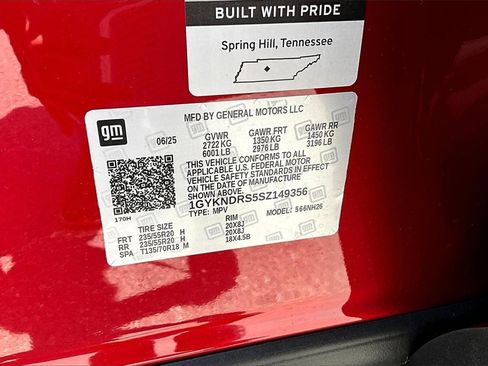 BUILT WITH PRIDE
Spring Hill, Tennessee
gm
MFD BY GENERAL MOTORS LLC
06/25 GVWR GAWR FRT GAWR RR
2722 KG 1350 KG 1450 KG
6001 LB 2976 LB 3196 LB
THIS VEHICLE CONFORMS TO ALL
APPLICABLE U.S. FEDERAL MOTOR
VEHICLE SAFETY STANDARDS IN EFFECT
ON THE DATE OF MANUFACTURE
1GYKNDRS5SZ149356
170H TYPE: MPV MODEL: 566NH26
TIRE SIZE RIM
FRT 235/55R20 H 20X8J
RR 235/55R20 H 20X8J
SPA T135/70R18 M 18X4.5B